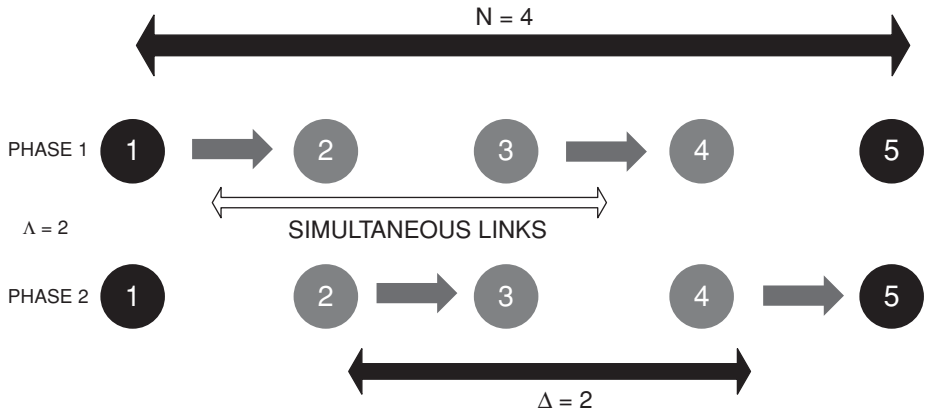 N = 4
PHASE 1 1 2 3 4 5
SIMULTANEOUS LINKS
Λ = 2
PHASE 2 1 2 3 4 5
Δ = 2